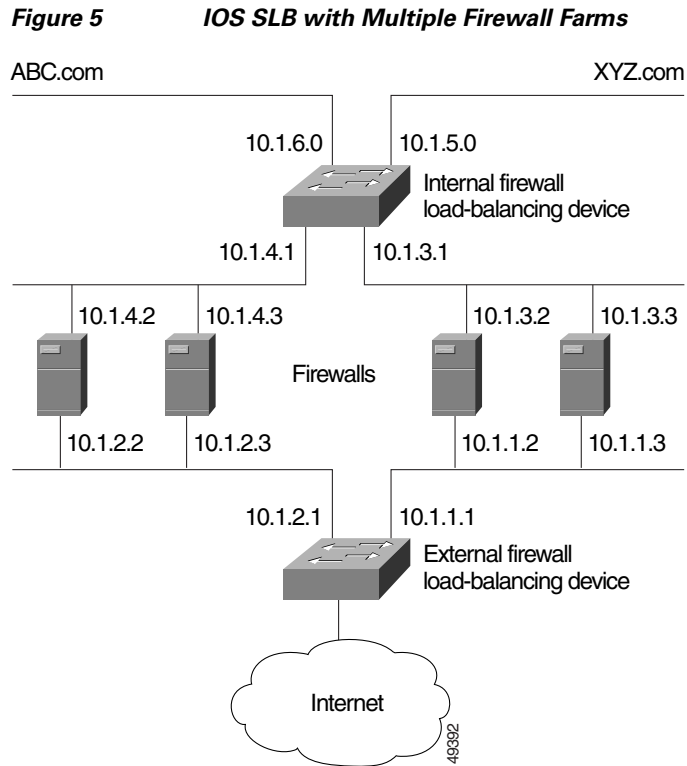 Figure 5 IOS SLB with Multiple Firewall Farms
ABC.com XYZ.com
10.1.6.0 10.1.5.0
Internal firewall
load-balancing device
10.1.4.1 10.1.3.1
10.1.4.2 10.1.4.3 10.1.3.2 10.1.3.3
Firewalls
10.1.2.2 10.1.2.3 10.1.1.2 10.1.1.3
10.1.2.1 10.1.1.1
External firewall
load-balancing device
Internet
49392